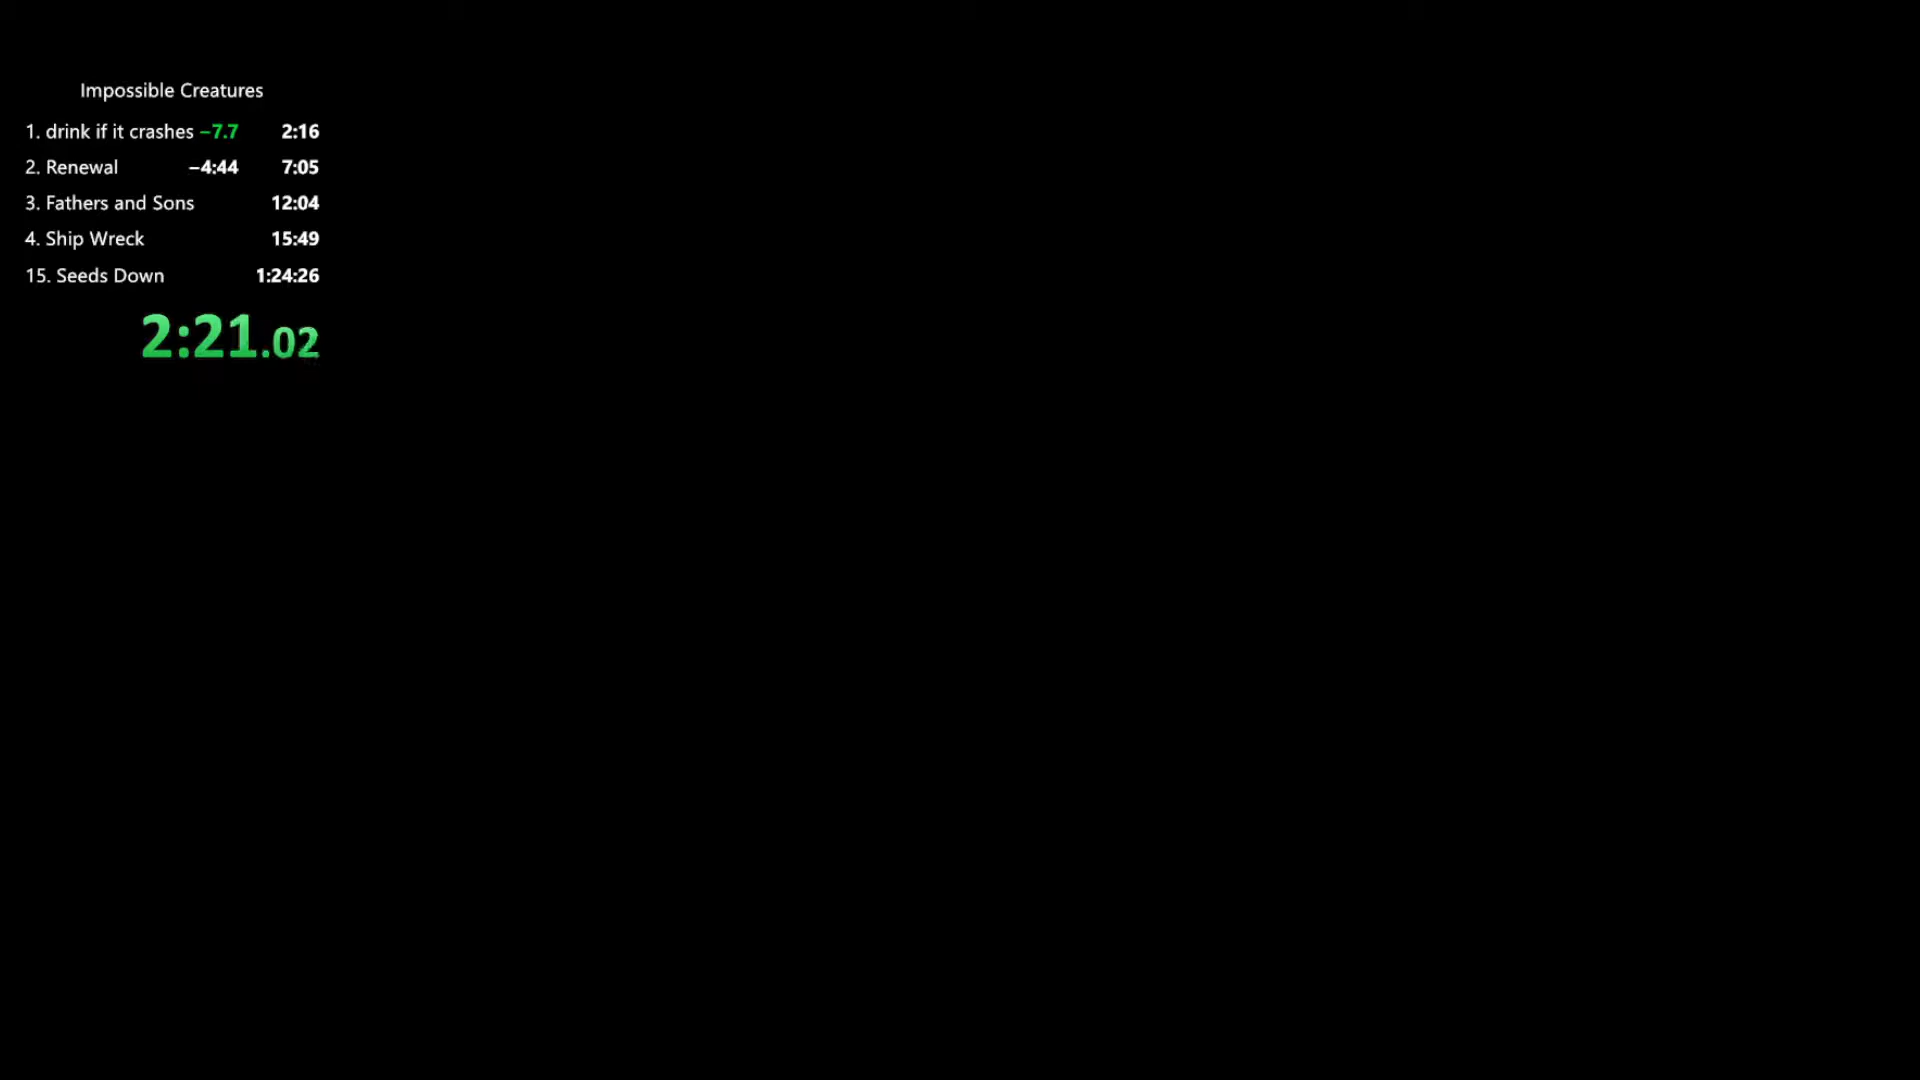 Impossible Creatures
1. drink if it crashes −7.7 2:16
2. Renewal −4:44 7:05
3. Fathers and Sons 12:04
4. Ship Wreck 15:49
15. Seeds Down 1:24:26
2:21.02